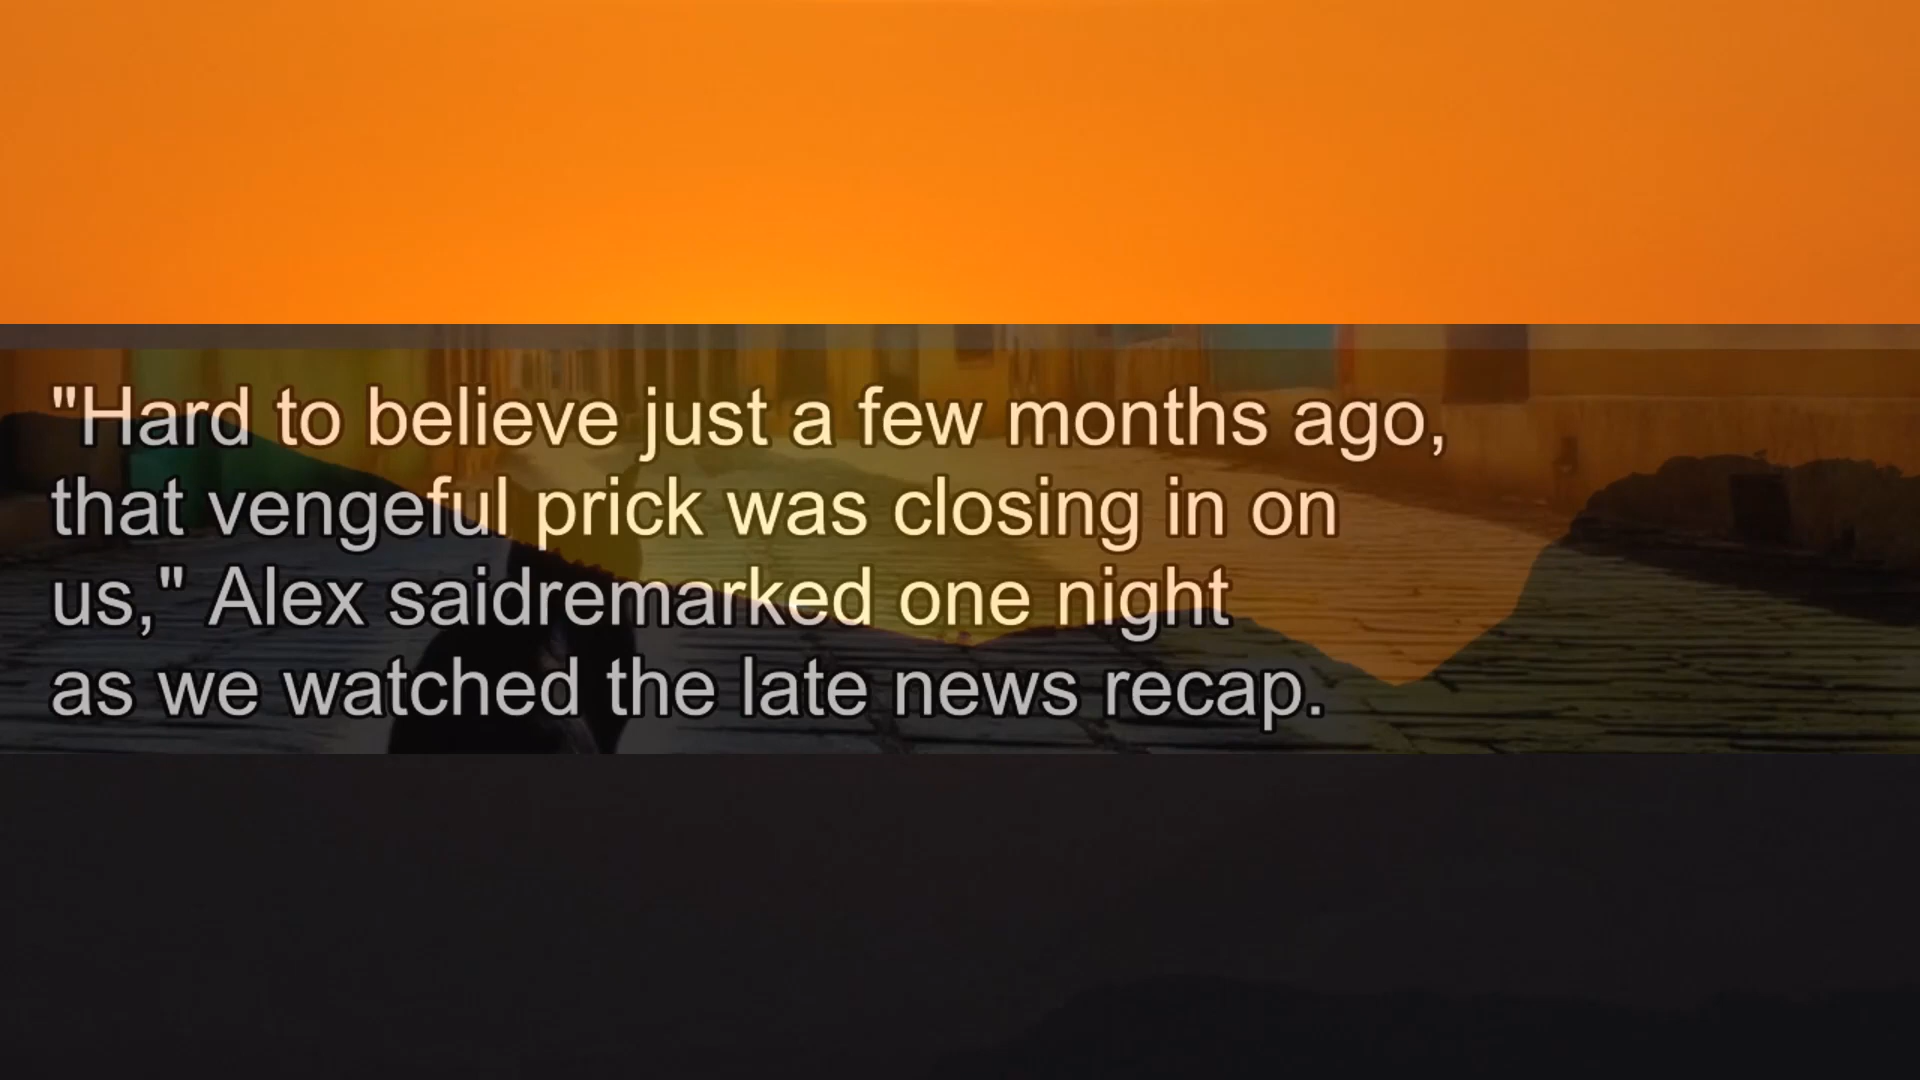 "Hard to believe just a few months ago,
that vengeful prick was closing in on
us," Alex saidremarked one night
as we watched the late news recap.